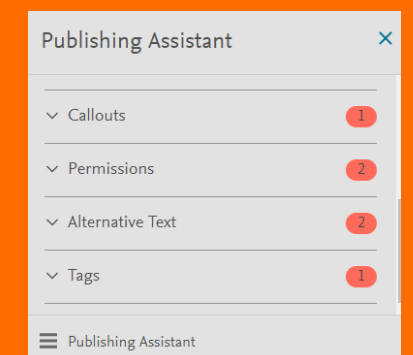 Publishing Assistant
Callouts 1
Permissions 2
Alternative Text 2
Tags 1
Publishing Assistant